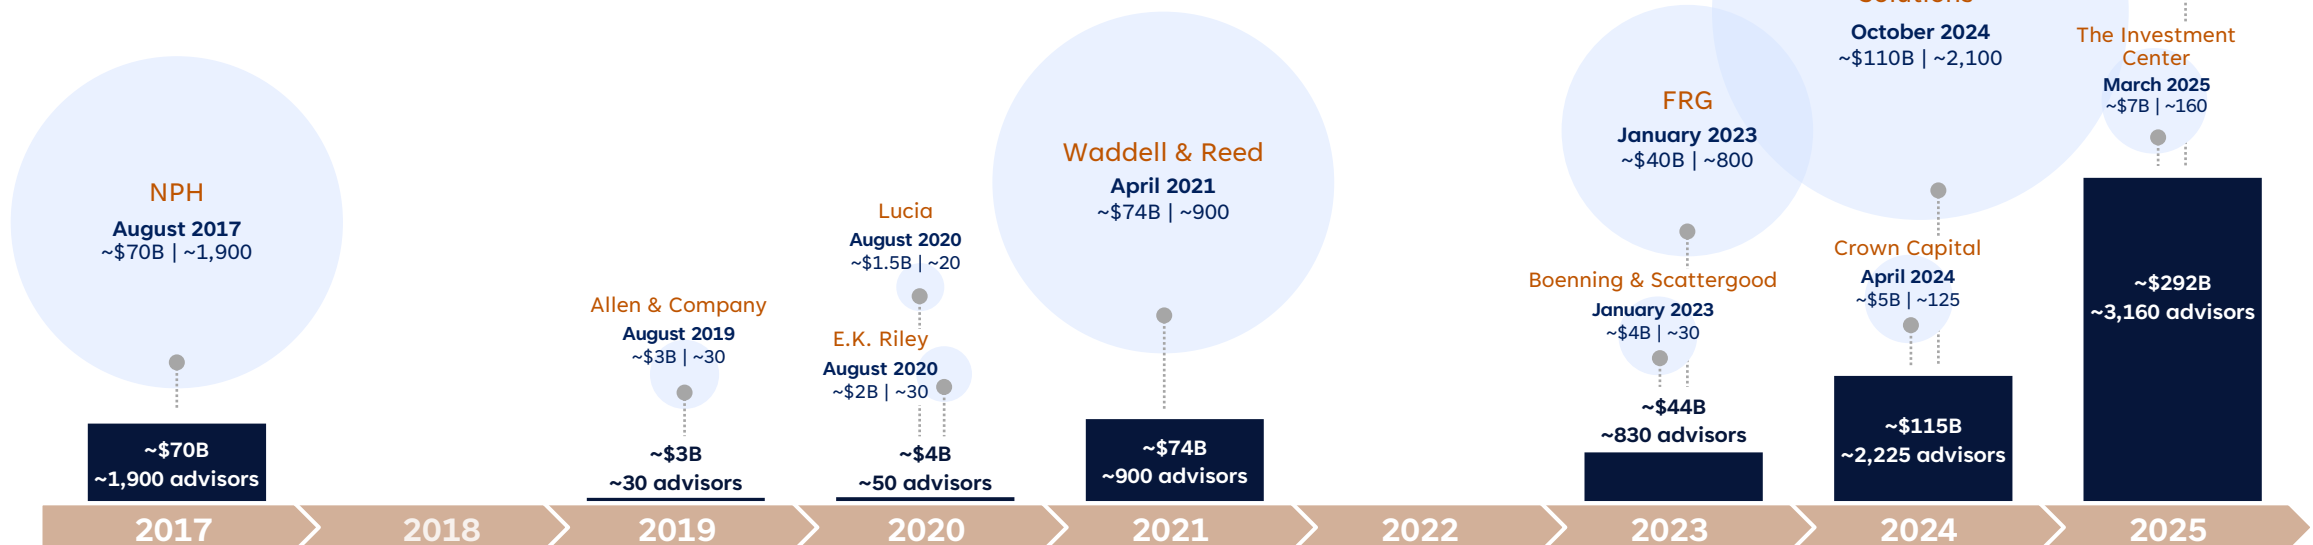 NPH
August 2017
~$70B | ~1,900
~$70B
~1,900 advisors
Allen & Company
August 2019
~$3B | ~30
~$3B
~30 advisors
Lucia
August 2020
~$1.5B | ~20
E.K. Riley
August 2020
~$2B | ~30
~$4B
~50 advisors
Waddell & Reed
April 2021
~$74B | ~900
~$74B
~900 advisors
FRG
January 2023
~$40B | ~800
Boenning & Scattergood
January 2023
~$4B | ~30
~$44B
~830 advisors
October 2024
~$110B | ~2,100
Crown Capital
April 2024
~$5B | ~125
~$115B
~2,225 advisors
The Investment
Center
March 2025
~$7B | ~160
~$292B
~3,160 advisors
2017
2018
2019
2020
2021
2022
2023
2024
2025